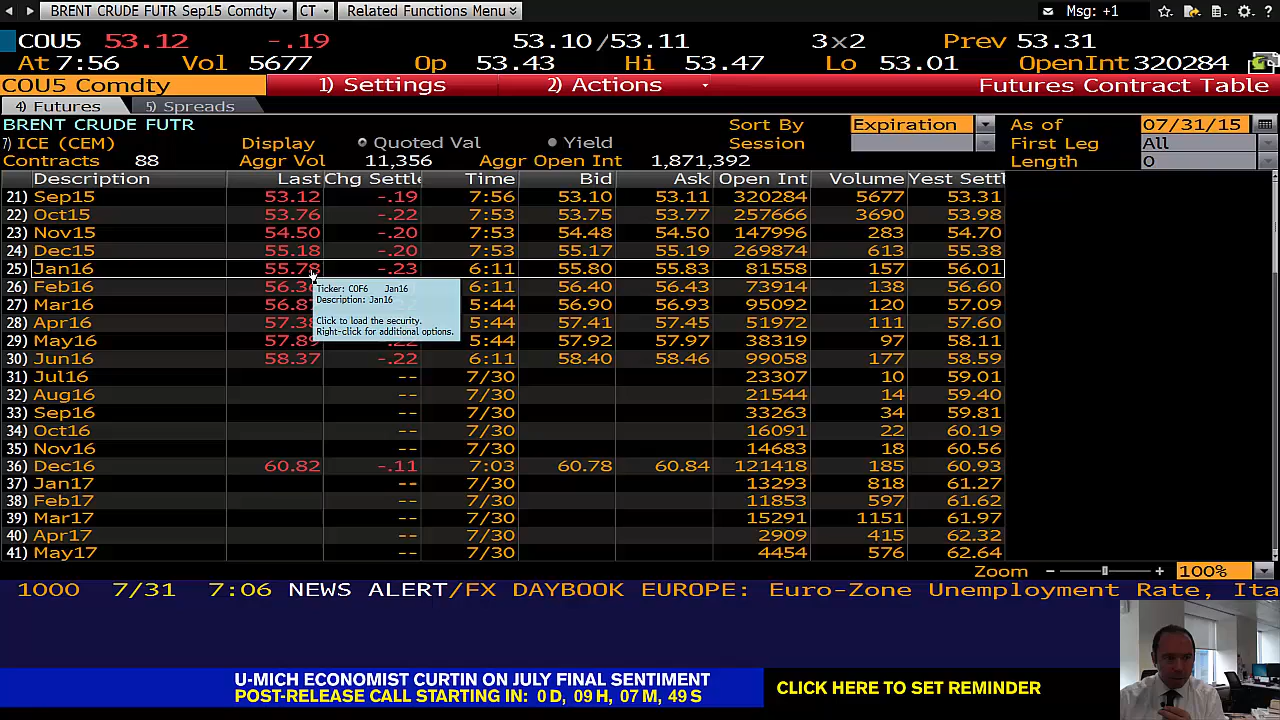 BRENT CRUDE FUTR Sep15 Comdty CT Related Functions Menu Msg: +1 ?
COU5 53.12 -.19 53.10/53.11 3x2 Prev 53.31
At 7:56 Vol 5677 Op 53.43 Hi 53.47 Lo 53.01 OpenInt 320284
COU5 Comdty 1) Settings 2) Actions Futures Contract Table
4) Futures 5) Spreads
BRENT CRUDE FUTR Sort By Expiration As of 07/31/15
7) ICE (CEM) Display Quoted Val Yield Session First Leg All
Contracts 88 Aggr Vol 11,356 Aggr Open Int 1,871,392 Length 0
Description Last Chg Settle Time Bid Ask Open Int Volume Yest Settl
21) Sep15 53.12 -.19 7:56 53.10 53.11 320284 5677 53.31
22) Oct15 53.76 -.22 7:53 53.75 53.77 257666 3690 53.98
23) Nov15 54.50 -.20 7:53 54.48 54.50 147996 283 54.70
24) Dec15 55.18 -.20 7:53 55.17 55.19 269874 613 55.38
25) Jan16 55.78 -.23 6:11 55.80 55.83 81558 157 56.01
26) Feb16 6:11 56.40 56.43 73914 138 56.60
27) Mar16 5:44 56.90 56.93 95092 120 57.09
28) Apr16 5:44 57.41 57.45 51972 111 57.60
29) May16 57.89 -.22 5:44 57.92 57.97 38319 97 58.11
30) Jun16 58.37 -.22 6:11 58.40 58.46 99058 177 58.59
31) Jul16 -- 7/30 23307 10 59.01
32) Aug16 -- 7/30 21544 14 59.40
33) Sep16 -- 7/30 33263 34 59.81
34) Oct16 -- 7/30 16091 22 60.19
35) Nov16 -- 7/30 14683 18 60.56
36) Dec16 60.82 -.11 7:03 60.78 60.84 121418 185 60.93
37) Jan17 -- 7/30 13293 818 61.27
38) Feb17 -- 7/30 11853 597 61.62
39) Mar17 -- 7/30 15291 1151 61.97
40) Apr17 -- 7/30 2909 415 62.32
41) May17 -- 7/30 4454 576 62.64
Ticker: COF6 Jan16
Description: Jan16
Click to load the security.
Right-click for additional options.
Zoom - + 100%
1000 7/31 7:06 NEWS ALERT/FX DAYBOOK EUROPE: Euro-Zone Unemployment Rate, Ita
U-MICH ECONOMIST CURTIN ON JULY FINAL SENTIMENT
POST-RELEASE CALL STARTING IN: 0 D, 09 H, 07 M, 49 S
CLICK HERE TO SET REMINDER